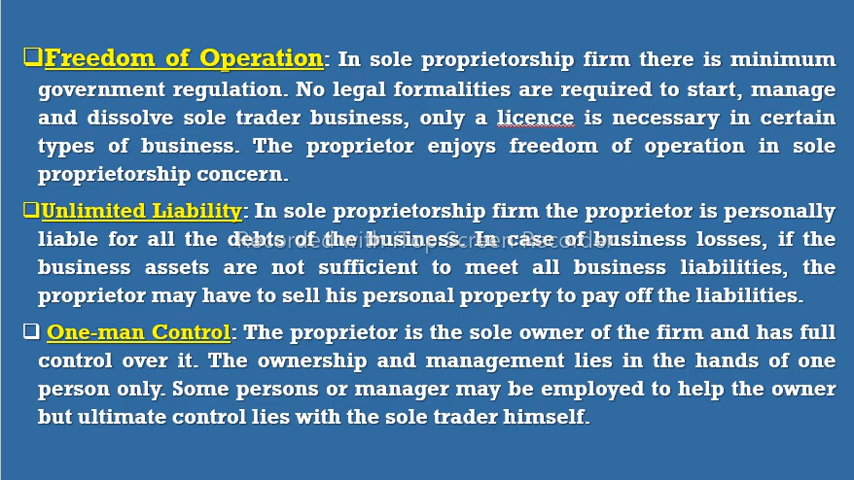 ❑Freedom of Operation: In sole proprietorship firm there is minimum
government regulation. No legal formalities are required to start, manage
and dissolve sole trader business, only a licence is necessary in certain
types of business. The proprietor enjoys freedom of operation in sole
proprietorship concern.
❑Unlimited Liability: In sole proprietorship firm the proprietor is personally
liable for all the debts of the business. In case of business losses, if the
Recorded with iTop Screen Recorder
business assets are not sufficient to meet all business liabilities, the
proprietor may have to sell his personal property to pay off the liabilities.
❑ One-man Control: The proprietor is the sole owner of the firm and has full
control over it. The ownership and management lies in the hands of one
person only. Some persons or manager may be employed to help the owner
but ultimate control lies with the sole trader himself.